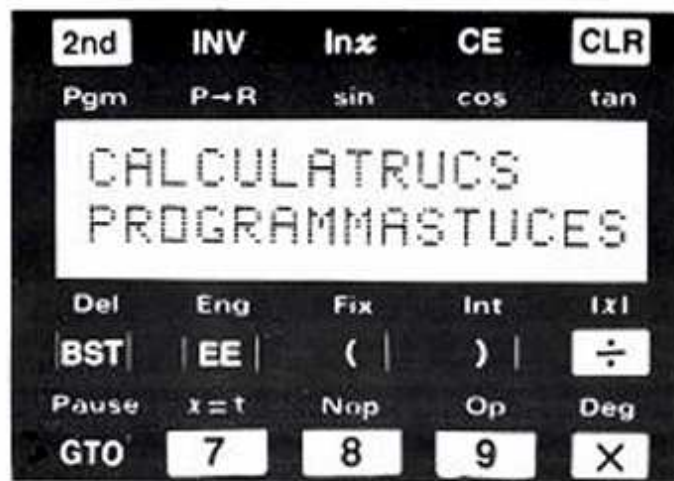 2nd INV lnx CE CLR
Pgm P→R sin cos tan
CALCULATRUCS
PROGRAMMASTUCES
Del Eng Fix Int |x|
BST EE ( ) ÷
Pause x=t Nop Op Deg
GTO 7 8 9 ×